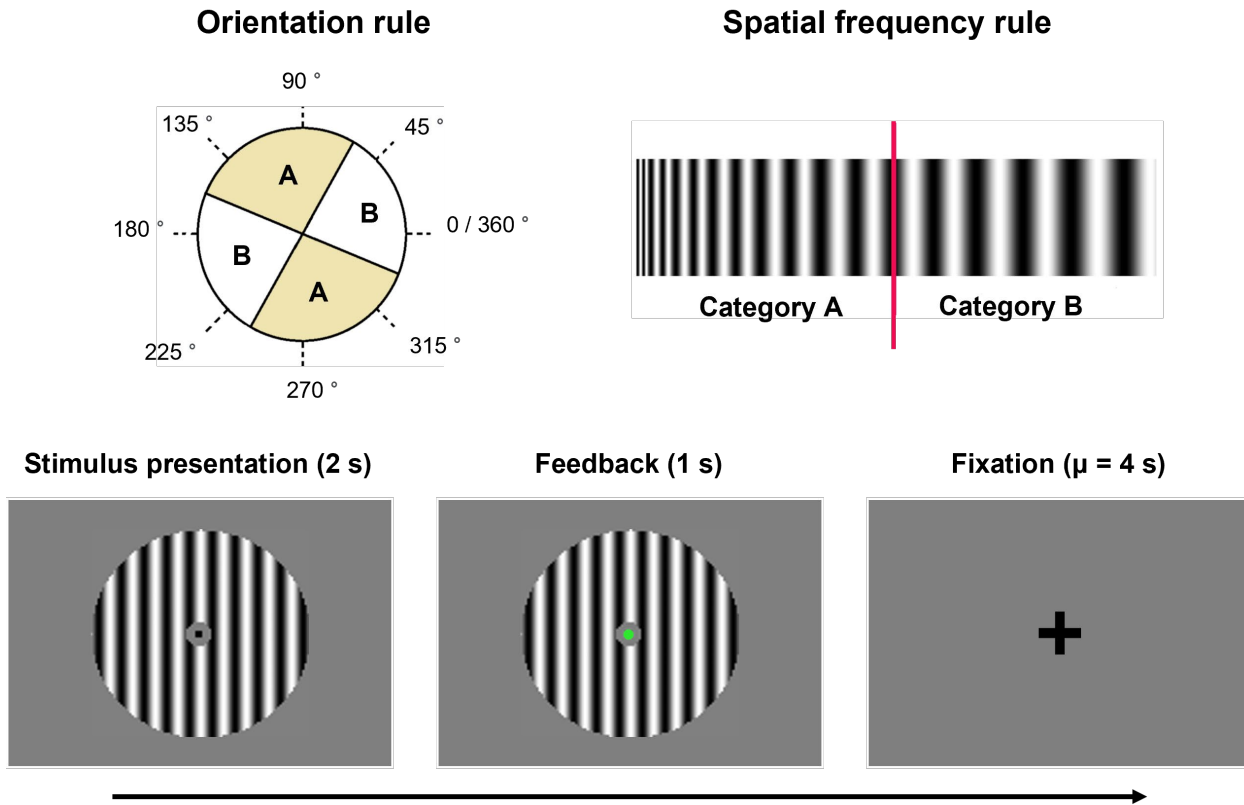 Orientation rule
Spatial frequency rule
90 °
135 °
45 °
A
B
180 °
0 / 360 °
B
A
225 °
315 °
270 °
Category A
Category B
Stimulus presentation (2 s)
Feedback (1 s)
Fixation (µ = 4 s)